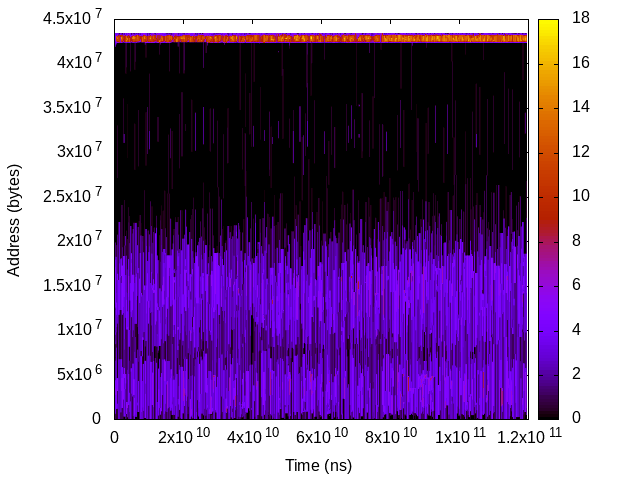 4.5x10^7
4x10^7
3.5x10^7
3x10^7
2.5x10^7
2x10^7
1.5x10^7
1x10^7
5x10^6
0
Address (bytes)
0 2x10^10 4x10^10 6x10^10 8x10^10 1x10^11 1.2x10^11
Time (ns)
18
16
14
12
10
8
6
4
2
0